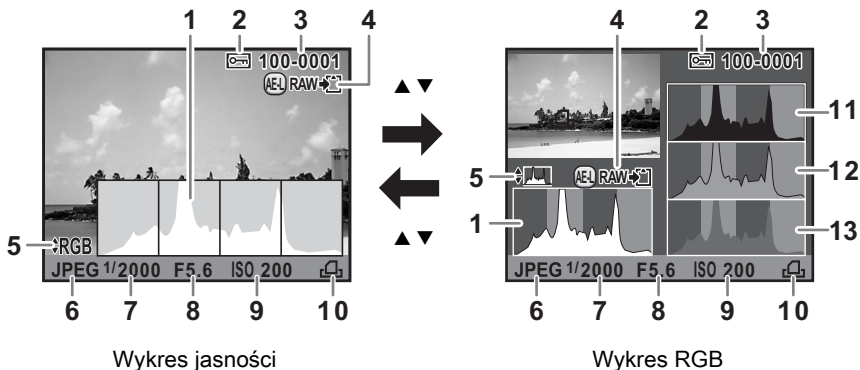 1 2 3 4
100-0001
AE-L RAW
5 RGB
JPEG 1/2000 F5.6 ISO 200
6 7 8 9 10
Wykres jasności
▲▼
▲▼
4 2 3
100-0001
11
5 AE-L RAW
12
1
13
JPEG 1/2000 F5.6 ISO 200
6 7 8 9 10
Wykres RGB